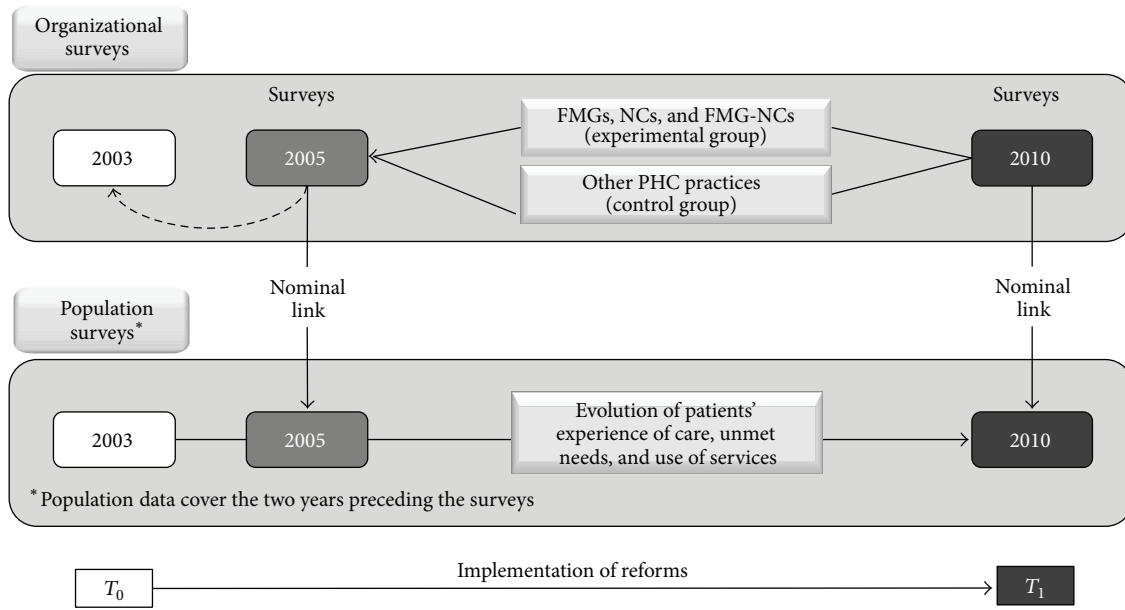 Organizational
surveys
Surveys
Surveys
FMGs, NCs, and FMG-NCs
(experimental group)
2003
2005
2010
Other PHC practices
(control group)
Nominal
link
Nominal
link
Population
surveys*
Evolution of patients’
experience of care, unmet
needs, and use of services
2003
2005
2010
*Population data cover the two years preceding the surveys
Implementation of reforms
T0
T1